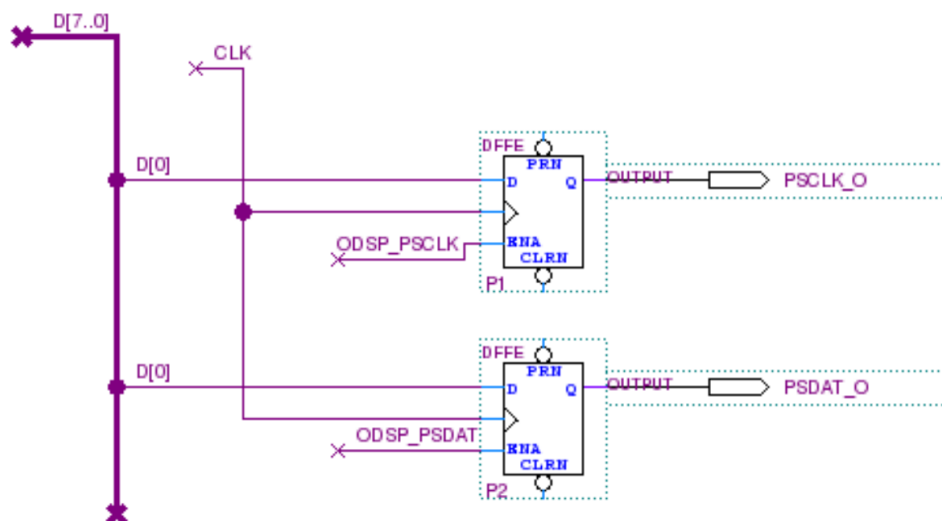 D[7..0]
CLK
DFFE
PRN
D[0]
D Q OUTPUT PSCLK_O
ODSP_PSCLK
ENA
CLRN
P1
DFFE
PRN
D[0]
D Q OUTPUT PSDAT_O
ODSP_PSDAT
ENA
CLRN
P2